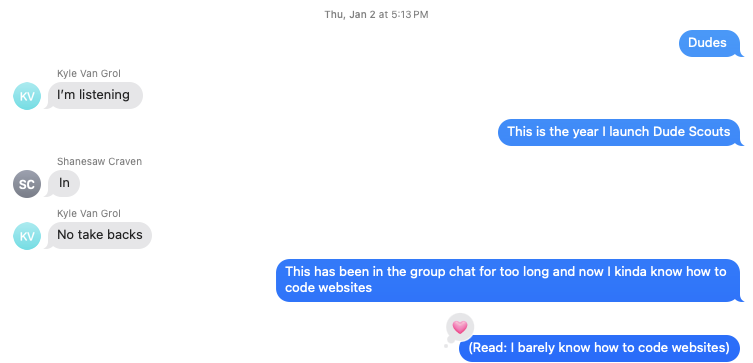 Thu, Jan 2 at 5:13 PM
Dudes
Kyle Van Grol
KV
I'm listening
This is the year I launch Dude Scouts
Shanesaw Craven
SC
In
Kyle Van Grol
KV
No take backs
This has been in the group chat for too long and now I kinda know how to
code websites
(Read: I barely know how to code websites)